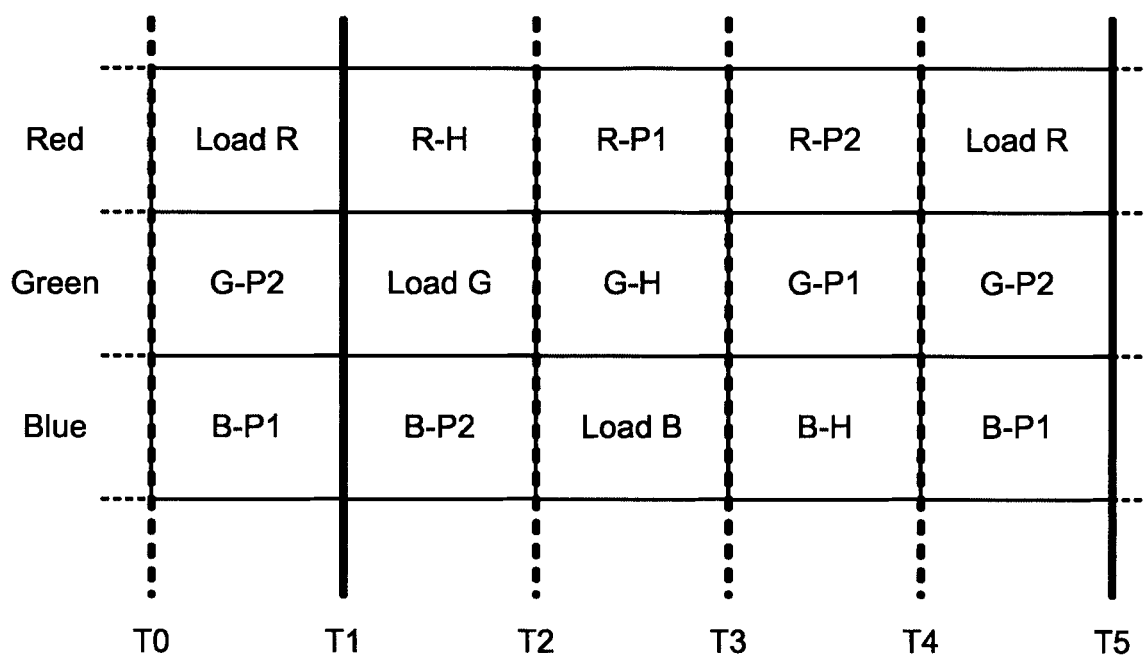 Red Load R R-H R-P1 R-P2 Load R
Green G-P2 Load G G-H G-P1 G-P2
Blue B-P1 B-P2 Load B B-H B-P1
T0 T1 T2 T3 T4 T5